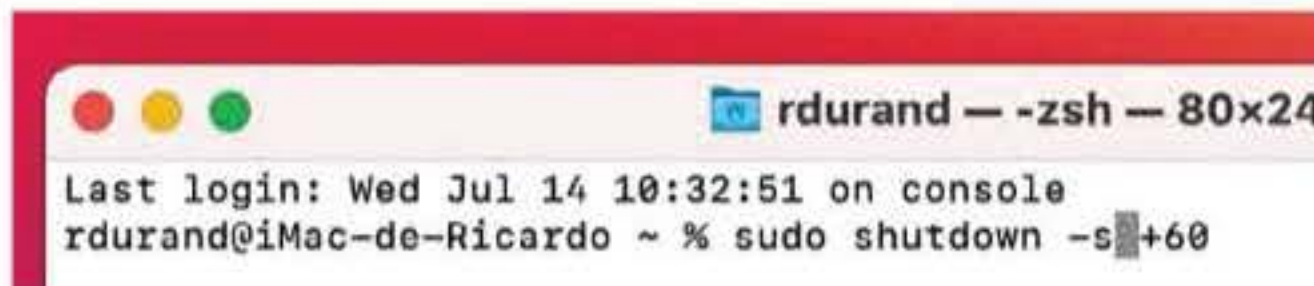 rdurand — -zsh — 80×24
Last login: Wed Jul 14 10:32:51 on console
rdurand@iMac-de-Ricardo ~ % sudo shutdown -s +60